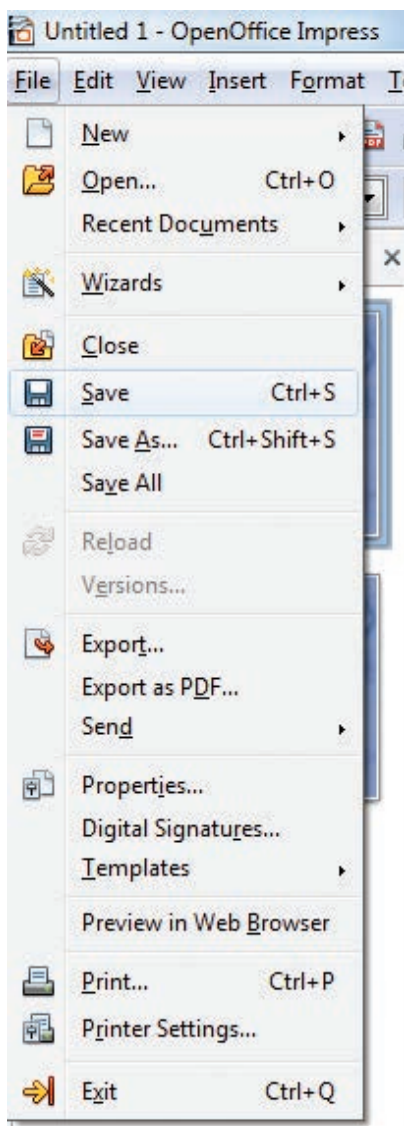 Untitled 1 - OpenOffice Impress
File Edit View Insert Format
New
Open... Ctrl+O
Recent Documents
Wizards
Close
Save Ctrl+S
Save As... Ctrl+Shift+S
Save All
Reload
Versions...
Export...
Export as PDF...
Send
Properties...
Digital Signatures...
Templates
Preview in Web Browser
Print... Ctrl+P
Printer Settings...
Exit Ctrl+Q